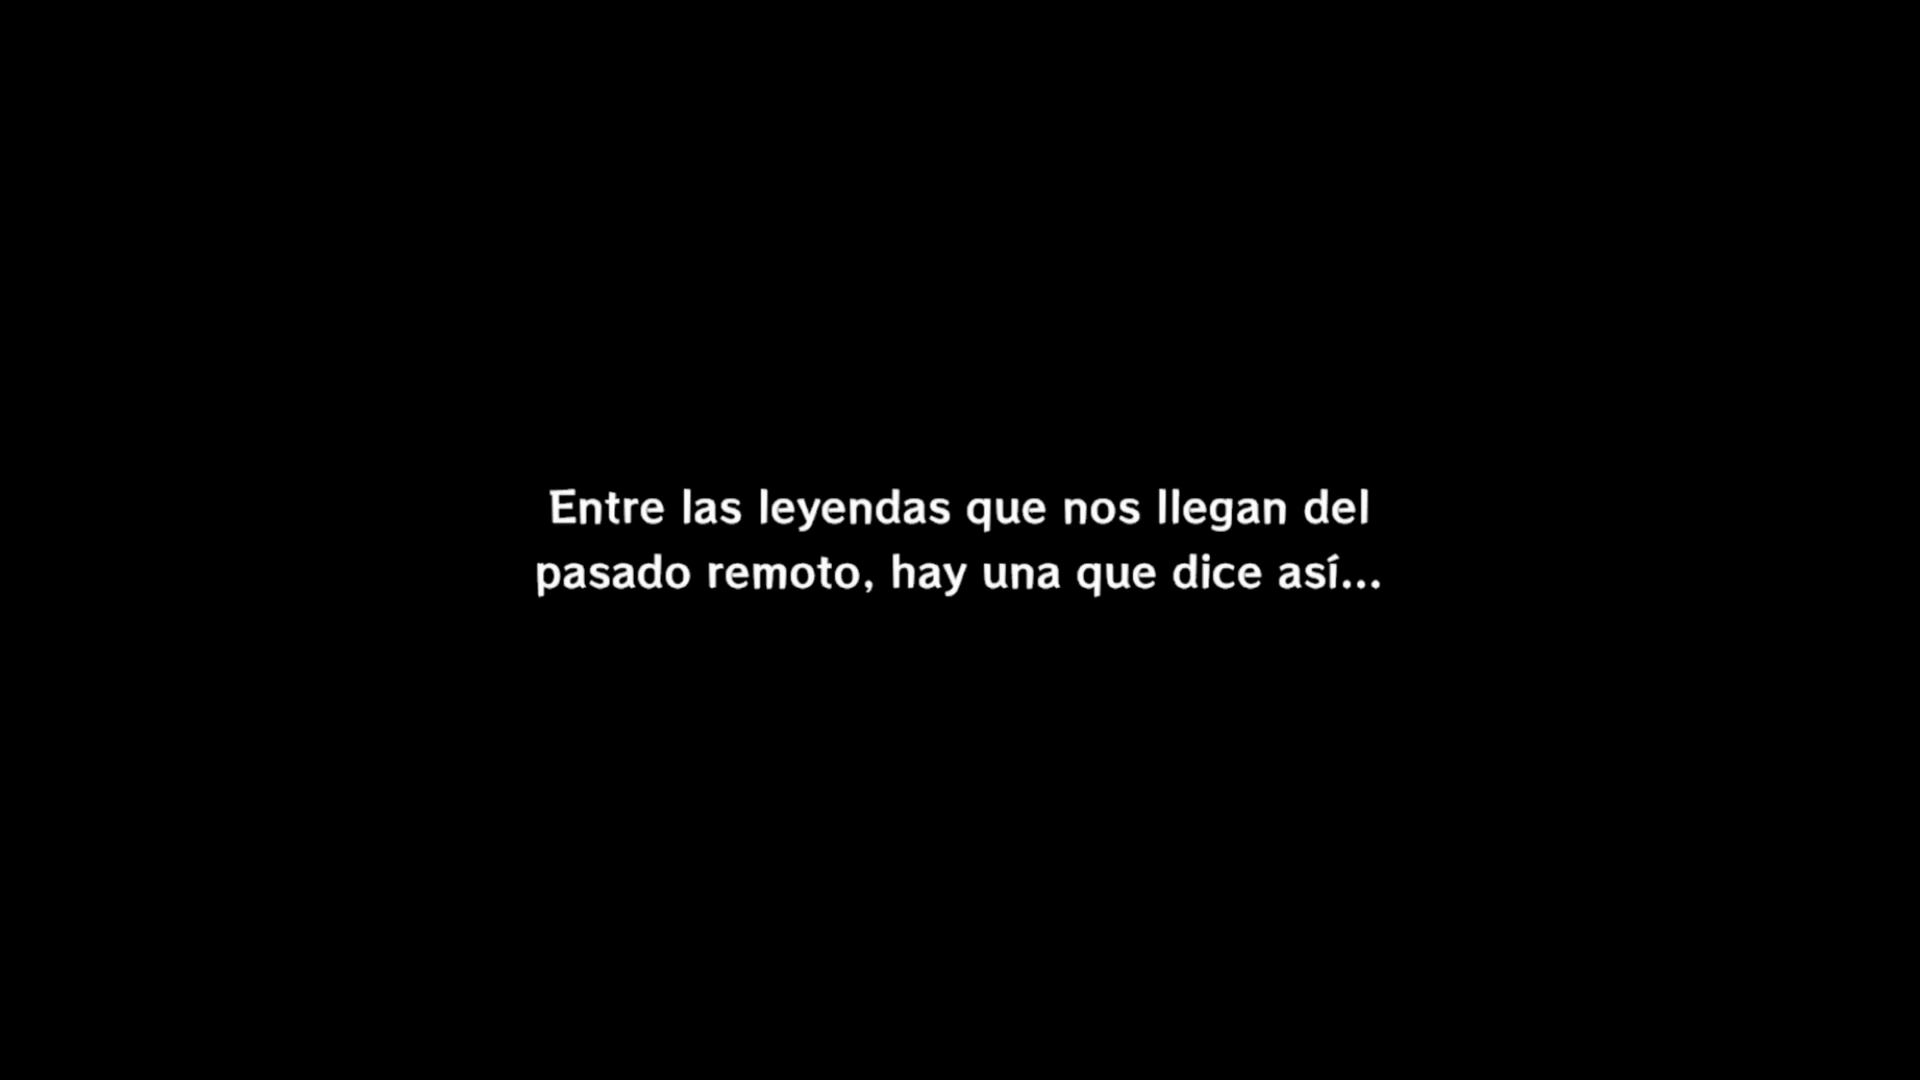 Entre las leyendas que nos llegan del
pasado remoto, hay una que dice así...